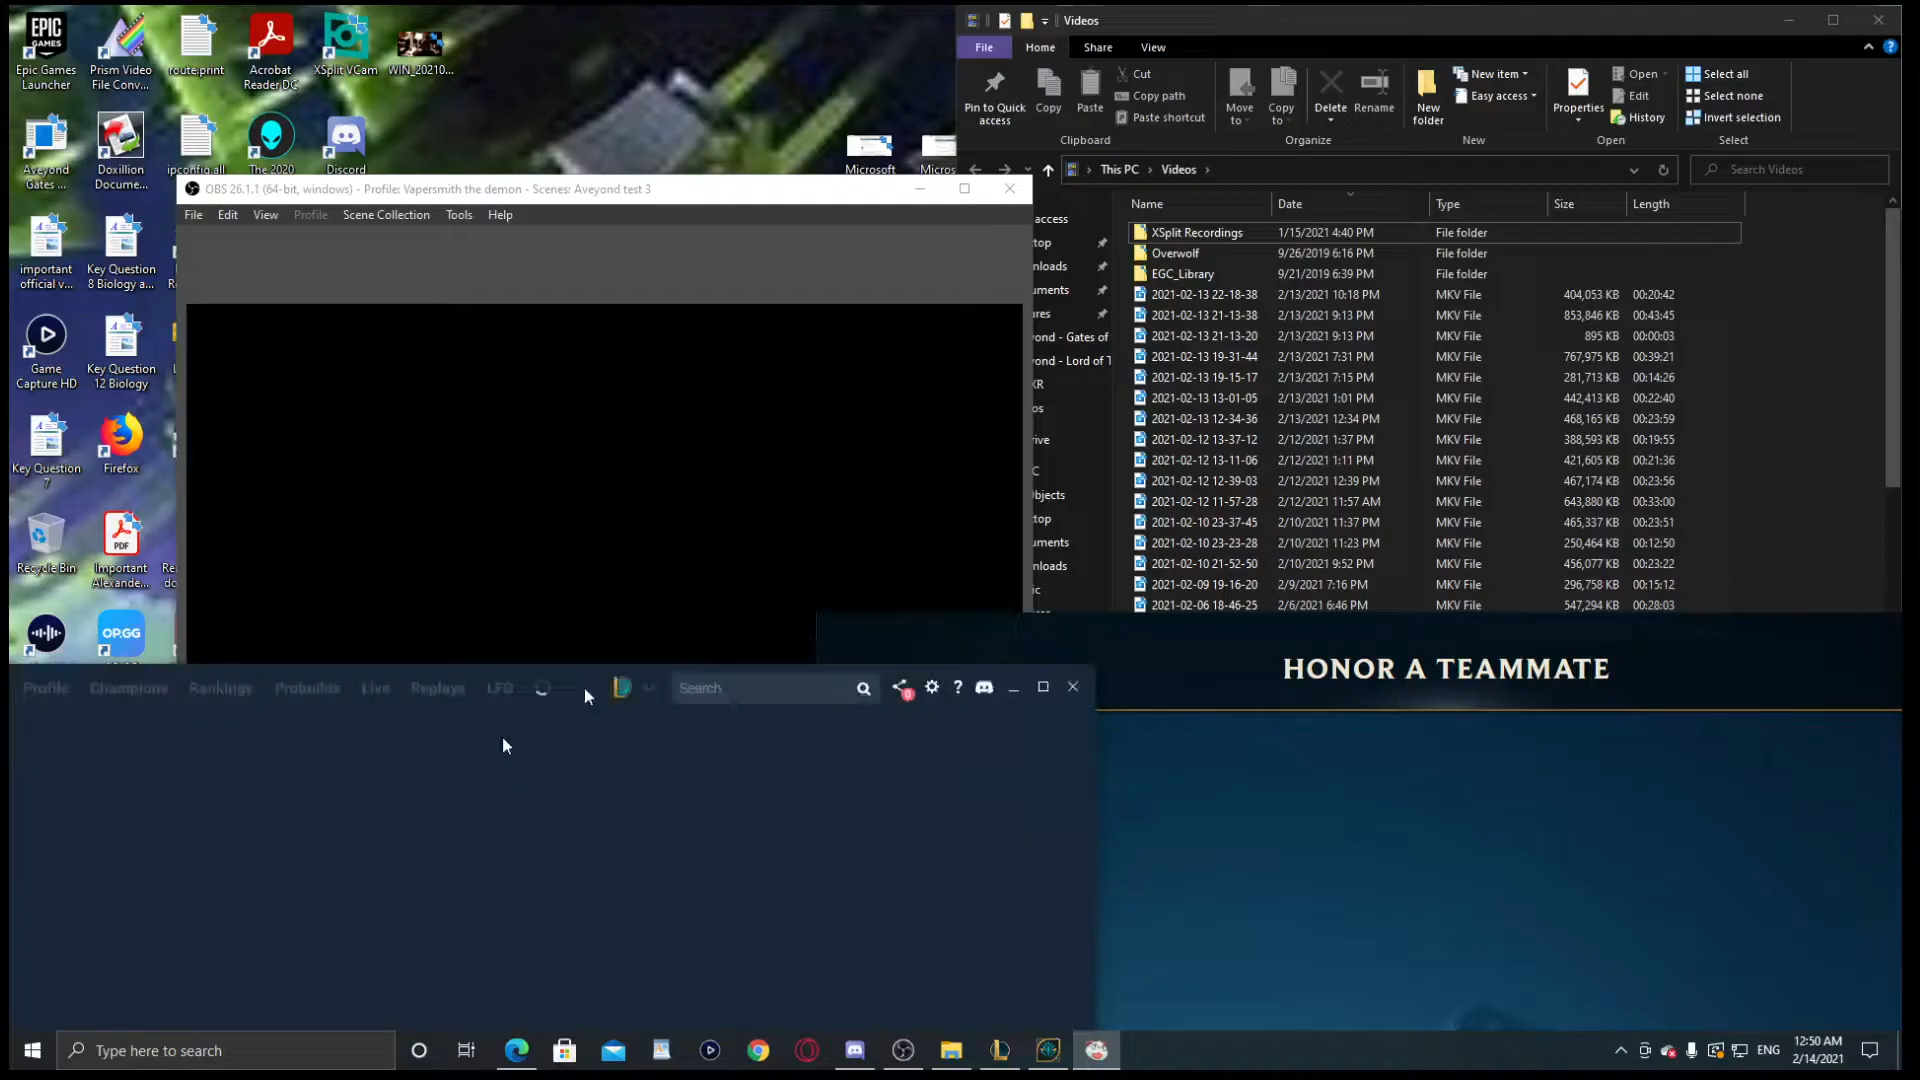 Epic Games
Launcher
Prism Video
File Conv...
route.print
Acrobat
Reader DC
XSplit VCam
WIN_20210...
Aveyond
Gates ...
Doxillion
Docume...
ipconfig.all
The 2020
Discord
Microsoft
Micros
important
official v...
Key Question
8 Biology a...
Game
Capture HD
Key Question
12 Biology
Key Question
7
Firefox
Recycle Bin
PDF
Important
Alexande...
OP.GG
OBS 26.1.1 (64-bit, windows) - Profile: Vapersmith the demon - Scenes: Aveyond test 3
File Edit View Profile Scene Collection Tools Help
Videos
File Home Share View
Pin to Quick
access
Copy
Paste
Cut
Copy path
Paste shortcut
Move
to
Copy
to
Delete
Rename
New
folder
New item
Easy access
Properties
Open
Edit
History
Select all
Select none
Invert selection
Clipboard Organize New Open Select
This PC > Videos >
Search Videos
Name Date Type Size Length
XSplit Recordings 1/15/2021 4:40 PM File folder
Overwolf 9/26/2019 6:16 PM File folder
EGC_Library 9/21/2019 6:39 PM File folder
2021-02-13 22-18-38 2/13/2021 10:18 PM MKV File 404,053 KB 00:20:42
2021-02-13 21-13-38 2/13/2021 9:13 PM MKV File 853,846 KB 00:43:45
2021-02-13 21-13-20 2/13/2021 9:13 PM MKV File 895 KB 00:00:03
2021-02-13 19-31-44 2/13/2021 7:31 PM MKV File 767,975 KB 00:39:21
2021-02-13 19-15-17 2/13/2021 7:15 PM MKV File 281,713 KB 00:14:26
2021-02-13 13-01-05 2/13/2021 1:01 PM MKV File 442,413 KB 00:22:40
2021-02-13 12-34-36 2/13/2021 12:34 PM MKV File 468,165 KB 00:23:59
2021-02-12 13-37-12 2/12/2021 1:37 PM MKV File 388,593 KB 00:19:55
2021-02-12 13-11-06 2/12/2021 1:11 PM MKV File 421,605 KB 00:21:36
2021-02-12 12-39-03 2/12/2021 12:39 PM MKV File 467,174 KB 00:23:56
2021-02-12 11-57-28 2/12/2021 11:57 AM MKV File 643,880 KB 00:33:00
2021-02-10 23-37-45 2/10/2021 11:37 PM MKV File 465,337 KB 00:23:51
2021-02-10 23-23-28 2/10/2021 11:23 PM MKV File 250,464 KB 00:12:50
2021-02-10 21-52-50 2/10/2021 9:52 PM MKV File 456,077 KB 00:23:22
2021-02-09 19-16-20 2/9/2021 7:16 PM MKV File 296,758 KB 00:15:12
2021-02-06 18-46-25 2/6/2021 6:46 PM MKV File 547,294 KB 00:28:03
access
top
nloads
uments
ures
ond - Gates of
ond - Lord of T
XR
os
rive
C
bjects
top
uments
nloads
ic
HONOR A TEAMMATE
Profile Champions Rankings Probuilds Live Replays LFG
Search
0
Type here to search
ENG
12:50 AM
2/14/2021